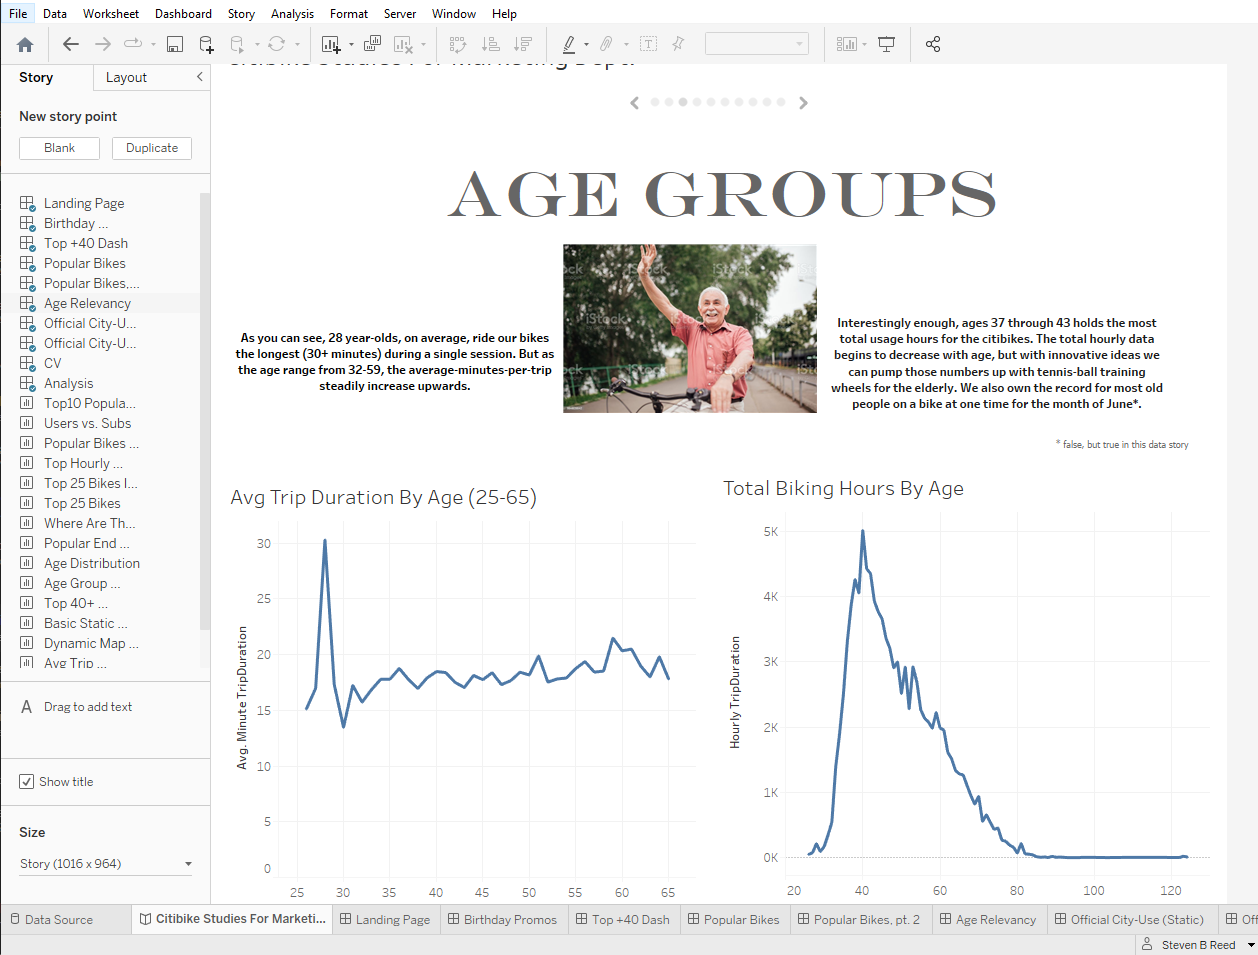 File Data Worksheet Dashboard Story Analysis Format Server Window Help
Story Layout
New story point
Blank Duplicate
Landing Page
Birthday ...
Top +40 Dash
Popular Bikes
Popular Bikes,...
Age Relevancy
Official City-U...
Official City-U...
CV
Analysis
Top10 Popula...
Users vs. Subs
Popular Bikes ...
Top Hourly ...
Top 25 Bikes I...
Top 25 Bikes
Where Are Th...
Popular End ...
Age Distribution
Age Group ...
Top 40+ ...
Basic Static ...
Dynamic Map ...
Avg Trip ...
A Drag to add text
Show title
Size
Story (1016 x 964)
Citibike Studies For Marketing Dept.
AGE GROUPS
As you can see, 28 year-olds, on average, ride our bikes
the longest (30+ minutes) during a single session. But as
the age range from 32-59, the average-minutes-per-trip
steadily increase upwards.
iStock
iStock
iStock
Interestingly enough, ages 37 through 43 holds the most
total usage hours for the citibikes. The total hourly data
begins to decrease with age, but with innovative ideas we
can pump those numbers up with tennis-ball training
wheels for the elderly. We also own the record for most old
people on a bike at one time for the month of June*.
* false, but true in this data story
Avg Trip Duration By Age (25-65)
Avg. Minute TripDuration
30
25
20
15
10
5
0
25 30 35 40 45 50 55 60 65
Total Biking Hours By Age
Hourly TripDuration
5K
4K
3K
2K
1K
0K
20 40 60 80 100 120
Data Source Citibike Studies For Marketi... Landing Page Birthday Promos Top +40 Dash Popular Bikes Popular Bikes, pt. 2 Age Relevancy Official City-Use (Static) Off
Steven B Reed